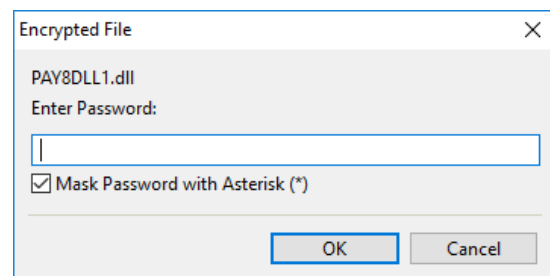 Encrypted File
PAY8DLL1.dll
Enter Password:
Mask Password with Asterisk (*)
OK Cancel